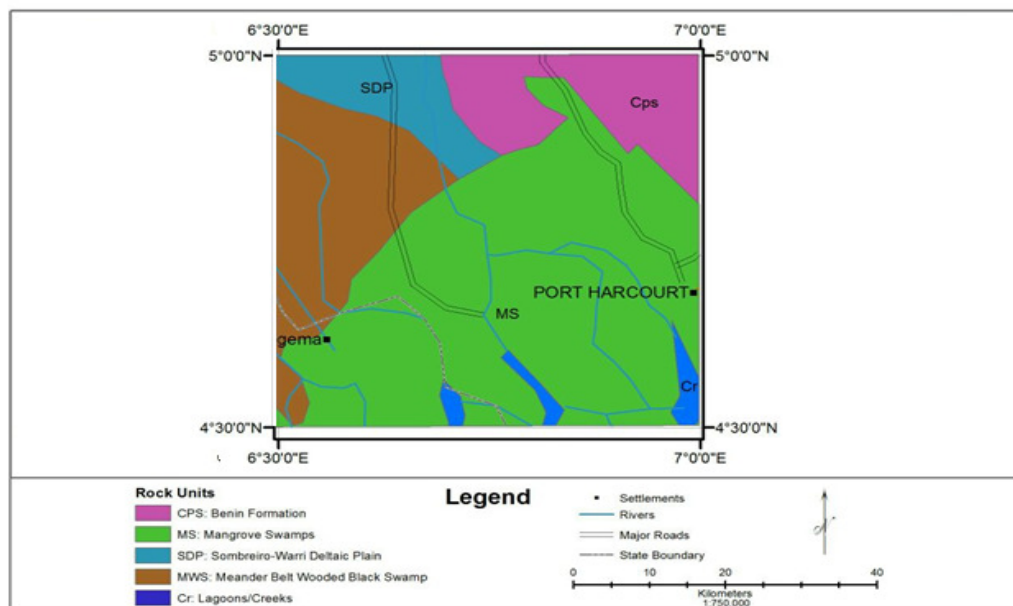 6°30'0"E 7°0'0"E
5°0'0"N 5°0'0"N
SDP
Cps
PORT HARCOURT
MS
gema
Cr
4°30'0"N 4°30'0"N
6°30'0"E 7°0'0"E
Legend
Rock Units
CPS: Benin Formation
MS: Mangrove Swamps
SDP: Sombreiro-Warri Deltaic Plain
MWS: Meander Belt Wooded Black Swamp
Cr: Lagoons/Creeks
Settlements
Rivers
Major Roads
State Boundary
N
0 5 10 20 30 40
Kilometers
1:750,000